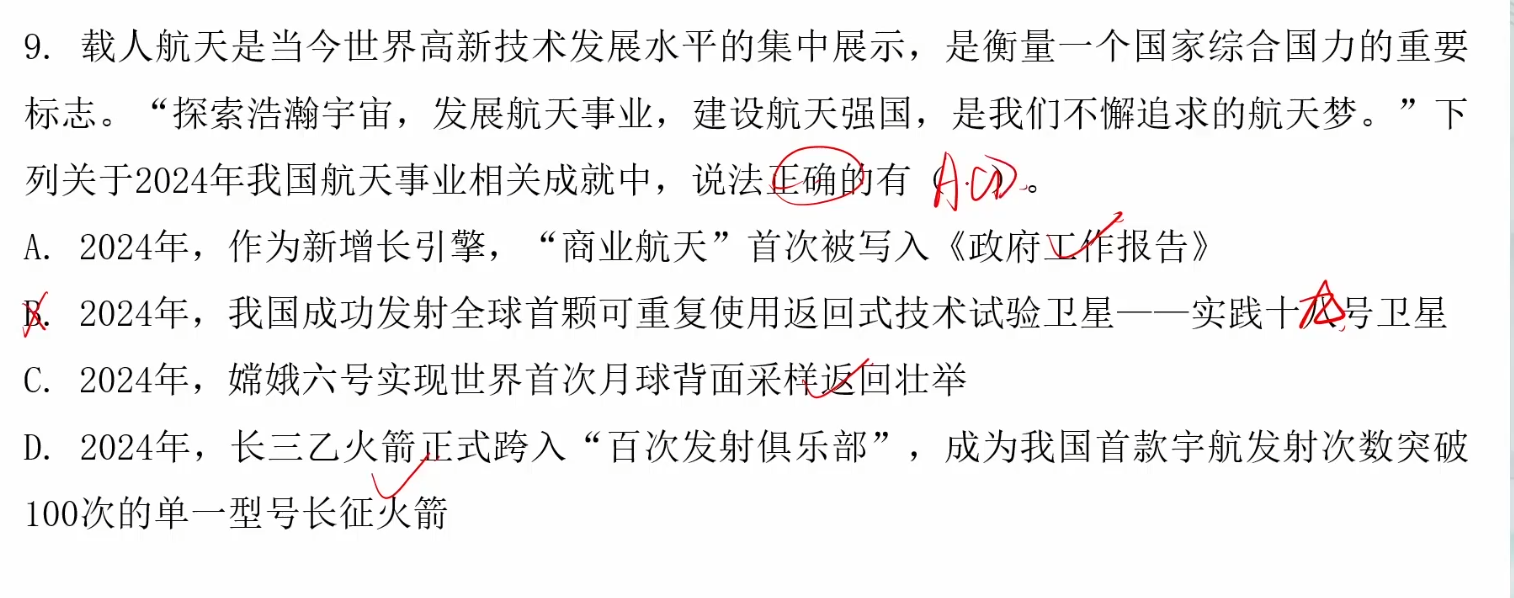 9. 载人航天是当今世界高新技术发展水平的集中展示，是衡量一个国家综合国力的重要
标志。“探索浩瀚宇宙，发展航天事业，建设航天强国，是我们不懈追求的航天梦。”下
列关于2024年我国航天事业相关成就中，说法正确的有（ACD）。
A. 2024年，作为新增长引擎，“商业航天”首次被写入《政府工作报告》
B. 2024年，我国成功发射全球首颗可重复使用返回式技术试验卫星——实践十八号卫星
C. 2024年，嫦娥六号实现世界首次月球背面采样返回壮举
D. 2024年，长三乙火箭正式跨入“百次发射俱乐部”，成为我国首款宇航发射次数突破
100次的单一型号长征火箭